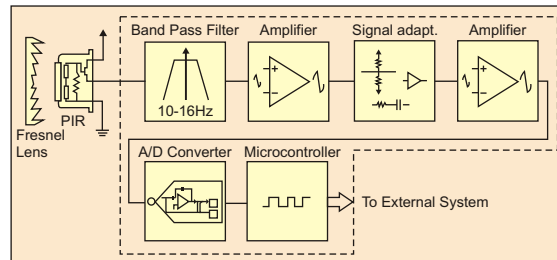 Band Pass Filter
Amplifier
Signal adapt.
Amplifier
10-16Hz
+
−
+
−
PIR
Fresnel
Lens
A/D Converter
Microcontroller
To External System